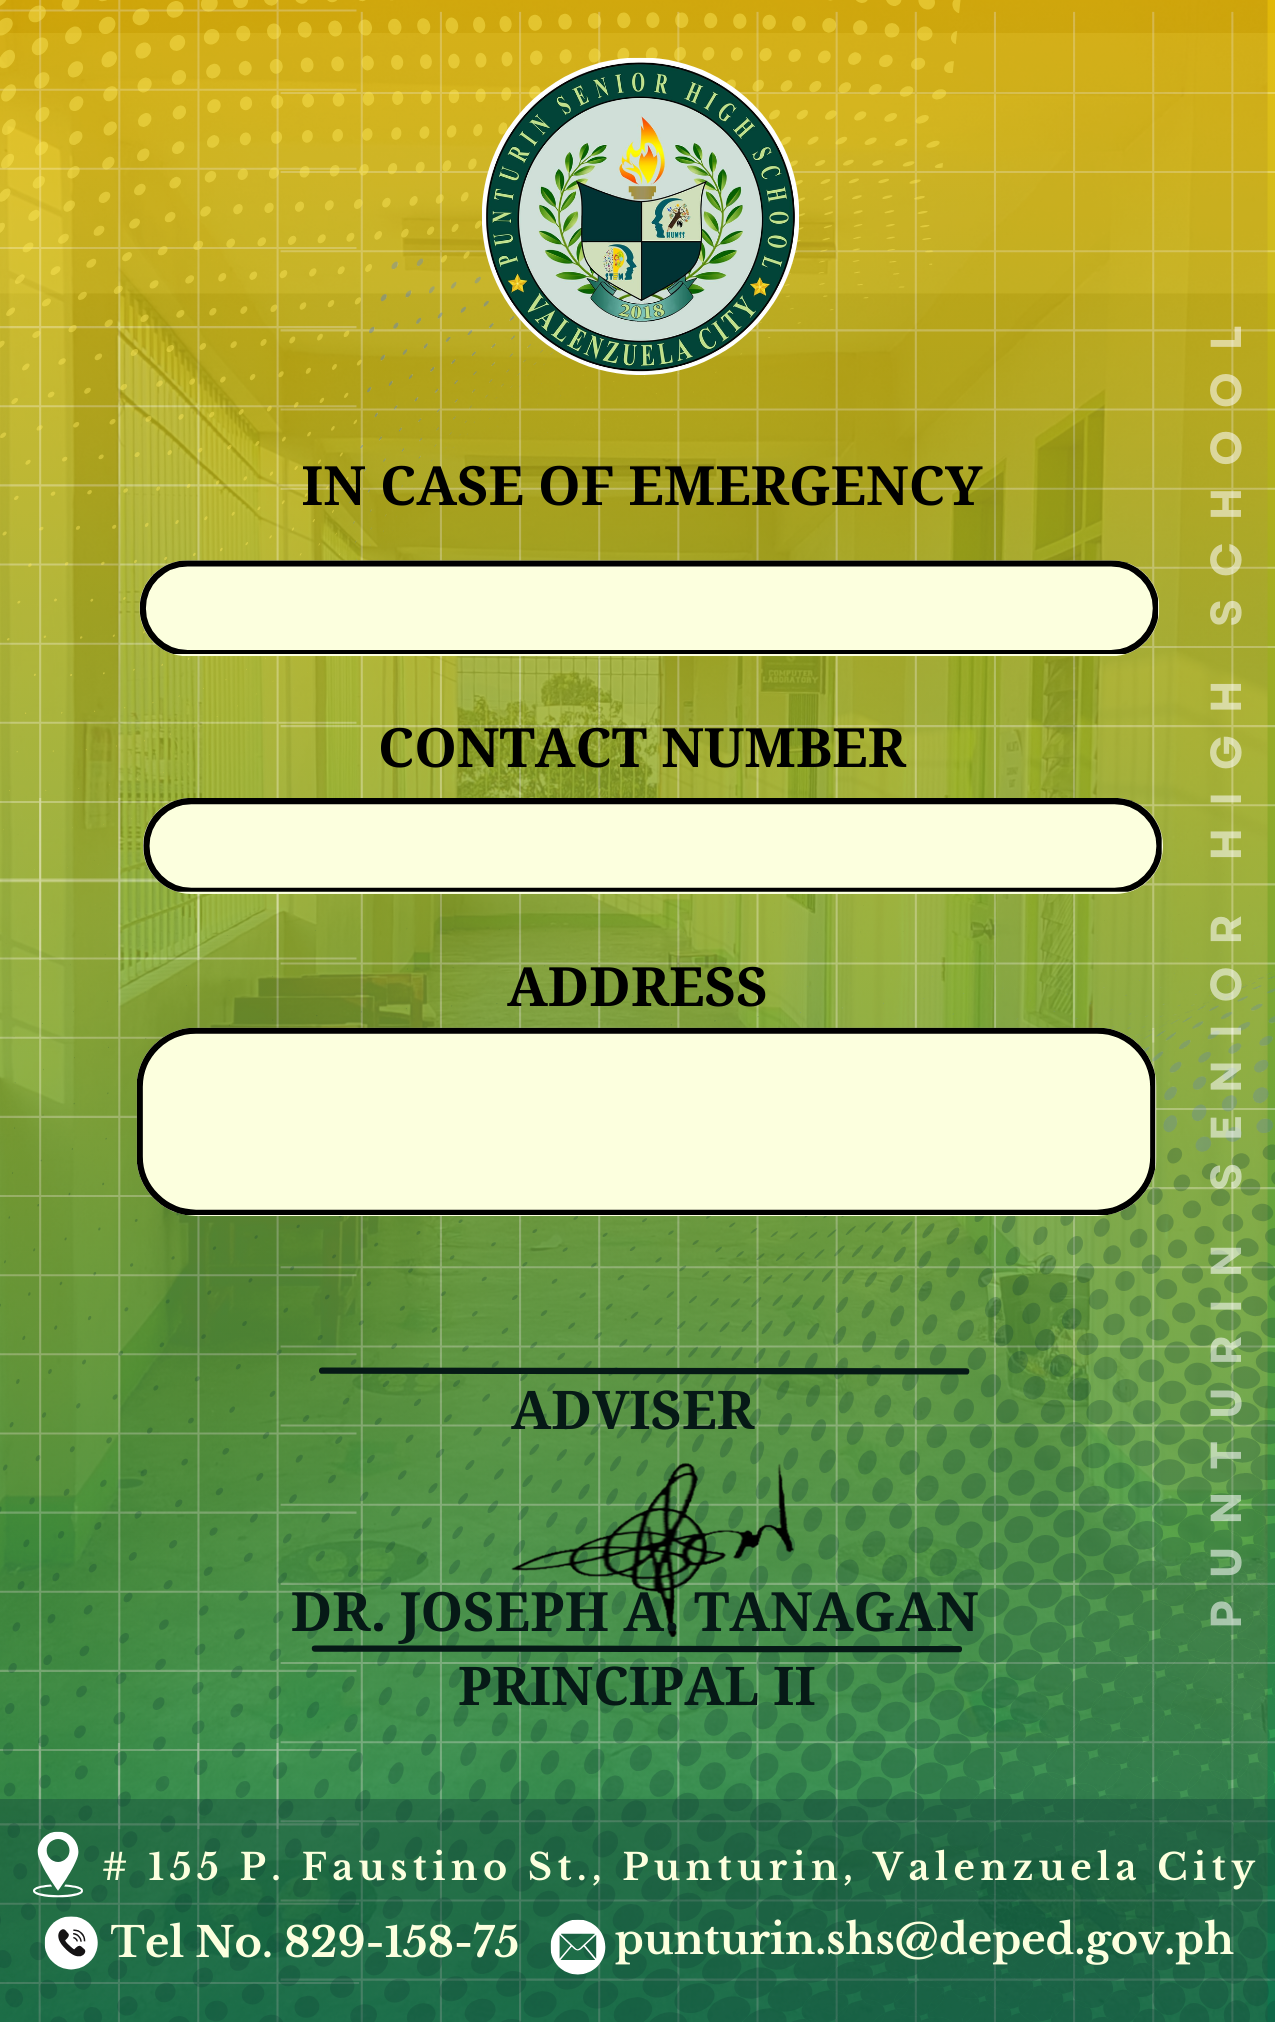 PUNTURIN SENIOR HIGH SCHOOL
HUMSS
STEM
2018
VALENZUELA CITY
IN CASE OF EMERGENCY
COMPUTER
LABORATORY
CONTACT NUMBER
ADDRESS
PUNTURIN SENIOR HIGH SCHOOL
ADVISER
DR. JOSEPH A. TANAGAN
PRINCIPAL II
# 155 P. Faustino St., Punturin, Valenzuela City
Tel No. 829-158-75
punturin.shs@deped.gov.ph